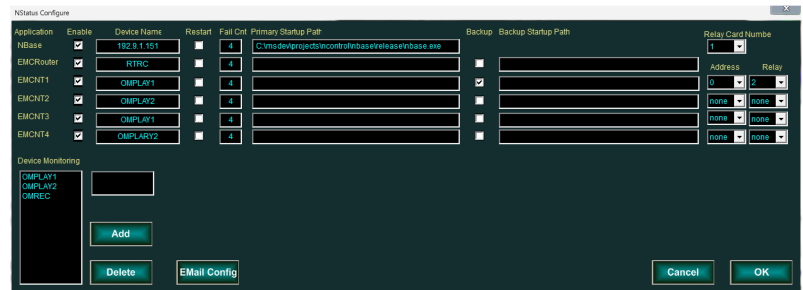 NStatus Configure
Application Enable Device Name Restart Fail Cnt Primary Startup Path Backup Backup Startup Path Relay Card Numbe
NBase 192.9.1.151 4 C:\msdev\projects\ncontrol\nbase\release\nbase.exe 1
EMCRouter RTRC 4 Address Relay
EMCNT1 OMPLAY1 4 0 2
EMCNT2 OMPLAY2 4 none none
EMCNT3 OMPLAY1 4 none none
EMCNT4 OMPLARY2 4 none none
Device Monitoring
OMPLAY1
OMPLAY2
OMREC
Add
Delete EMail Config Cancel OK